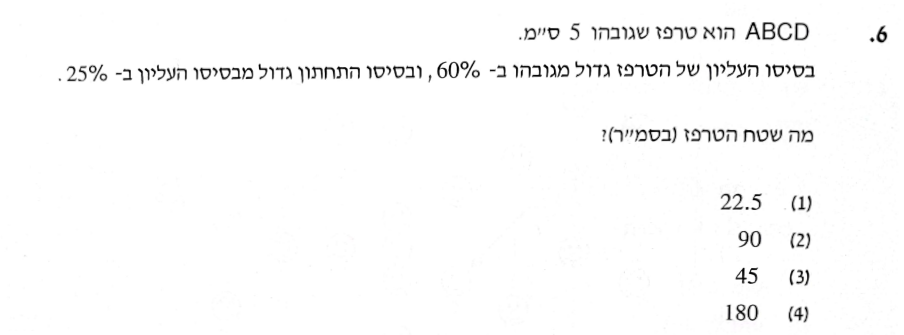 6. ABCD הוא טרפז שגובהו 5 ס״מ.
בסיסו העליון של הטרפז גדול מגובהו ב- 60%, ובסיסו התחתון גדול מבסיסו העליון ב- 25%.
מה שטח הטרפז (בסמ״ר)?
(1) 22.5
(2) 90
(3) 45
(4) 180